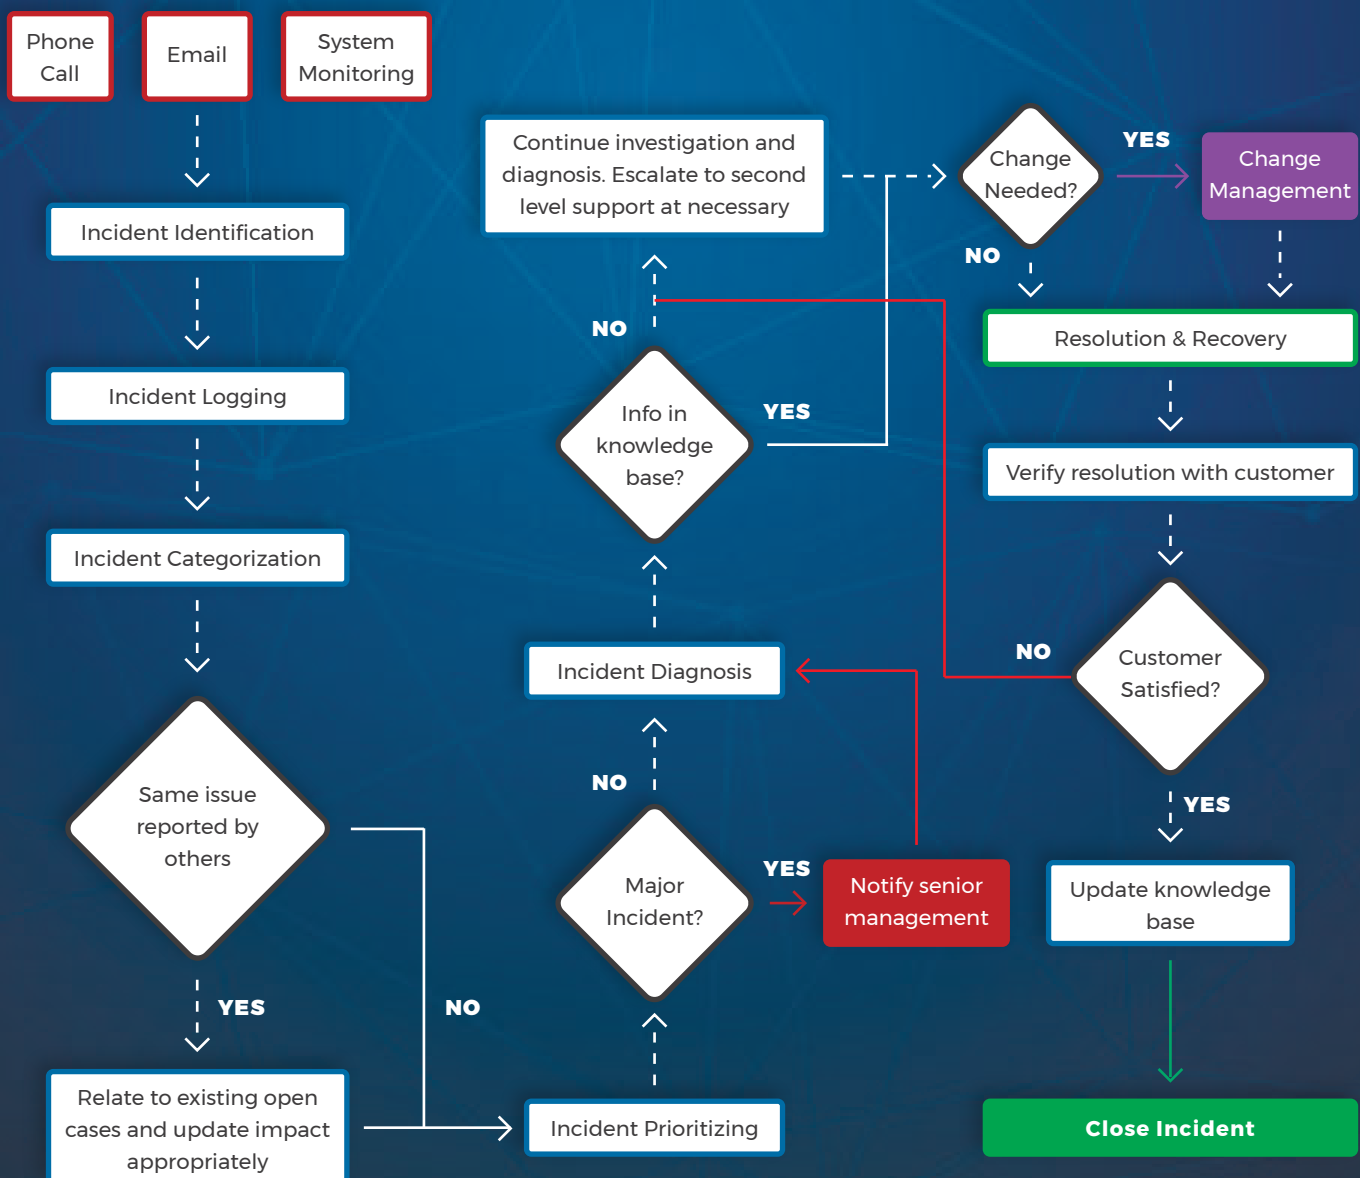 Phone
Call
Email
System
Monitoring
Incident Identification
Incident Logging
Incident Categorization
Same issue
reported by
others
YES
NO
Relate to existing open
cases and update impact
appropriately
Incident Prioritizing
Major
Incident?
YES
Notify senior
management
NO
Incident Diagnosis
Info in
knowledge
base?
YES
NO
Continue investigation and
diagnosis. Escalate to second
level support at necessary
Change
Needed?
YES
Change
Management
NO
Resolution & Recovery
Verify resolution with customer
Customer
Satisfied?
NO
YES
Update knowledge
base
Close Incident